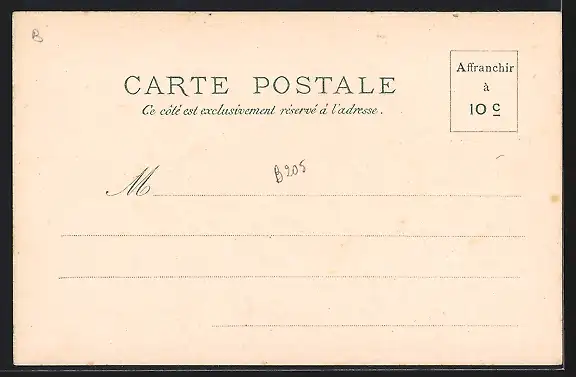 B
CARTE POSTALE
Ce côté est exclusivement réservé à l'adresse.
Affranchir
à
10 c
M
B205